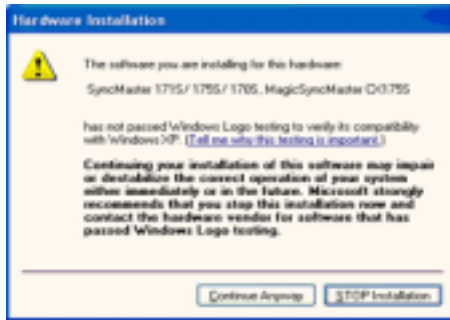 Hardware Installation
The software you are installing for this hardware:
SyncMaster 171S/ 175S/ 170S, MagicSyncMaster CX175S
has not passed Windows Logo testing to verify its compatibility
with Windows XP. (Tell me why this testing is important.)
Continuing your installation of this software may impair
or destabilize the correct operation of your system
either immediately or in the future. Microsoft strongly
recommends that you stop this installation now and
contact the hardware vendor for software that has
passed Windows Logo testing.
Continue Anyway
STOP Installation